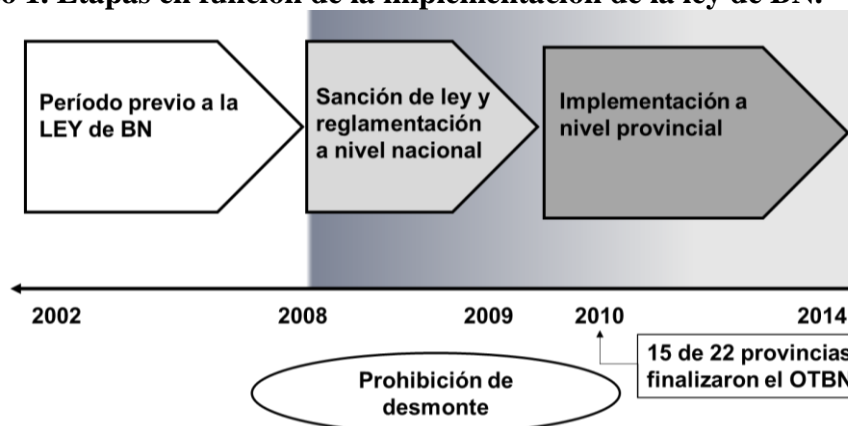 1. Etapas en función de la implementación de la ley de BN.
Período previo a la
LEY de BN
Sanción de ley y
reglamentación
a nivel nacional
Implementación a
nivel provincial
2002
2008
2009
2010
2014
15 de 22 provincias
finalizaron el OTBN
Prohibición de
desmonte